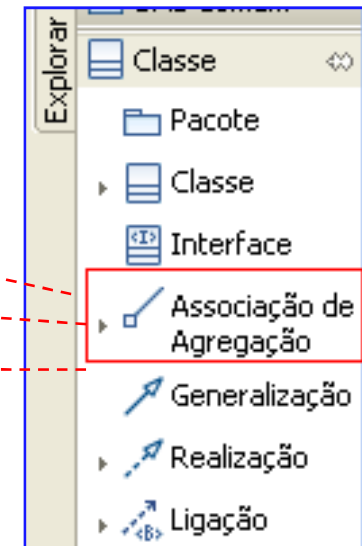 Explorar
Classe
Pacote
Classe
<I>
Interface
Associação de
Agregação
Generalização
Realização
<B>
Ligação